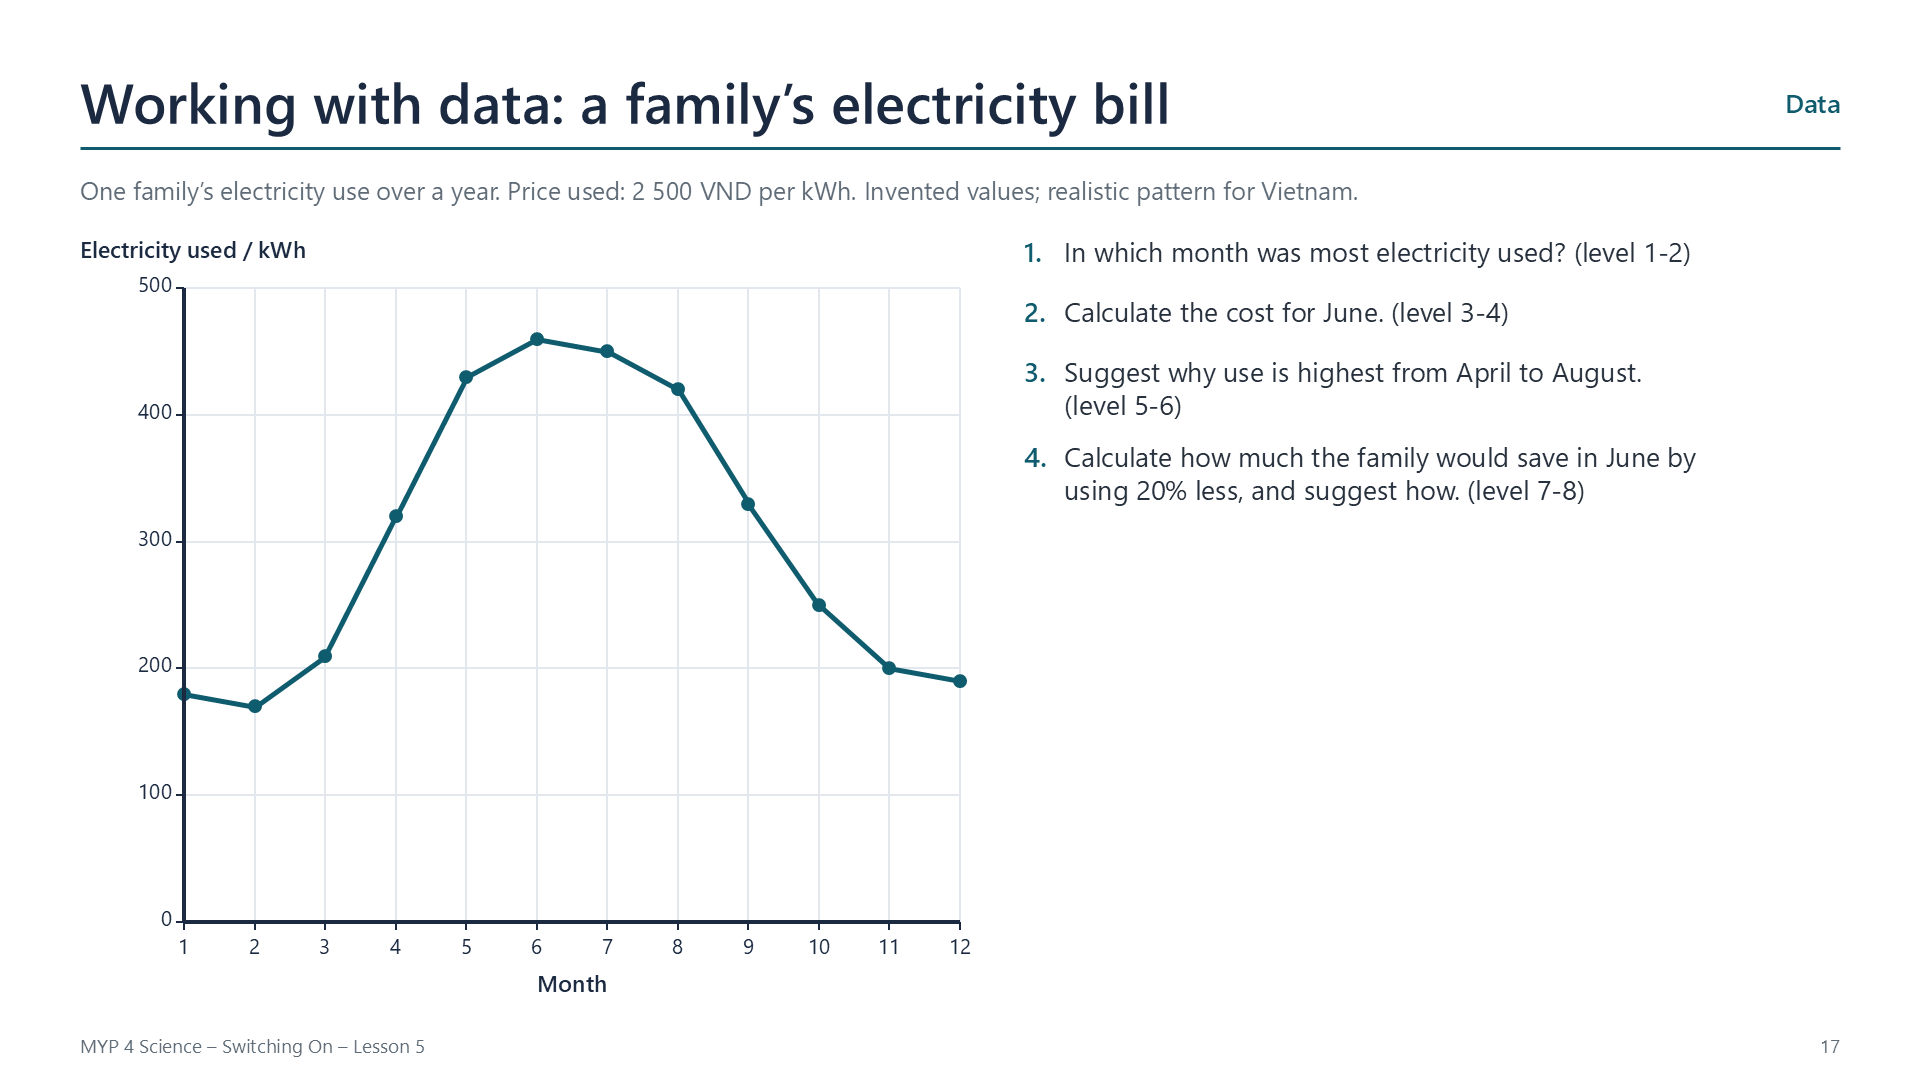 Working with data: a family’s electricity bill
Data
One family’s electricity use over a year. Price used: 2 500 VND per kWh. Invented values; realistic pattern for Vietnam.
Electricity used / kWh
500
400
300
200
100
0
1 2 3 4 5 6 7 8 9 10 11 12
Month
1. In which month was most electricity used? (level 1-2)
2. Calculate the cost for June. (level 3-4)
3. Suggest why use is highest from April to August.
(level 5-6)
4. Calculate how much the family would save in June by
using 20% less, and suggest how. (level 7-8)
MYP 4 Science – Switching On – Lesson 5
17